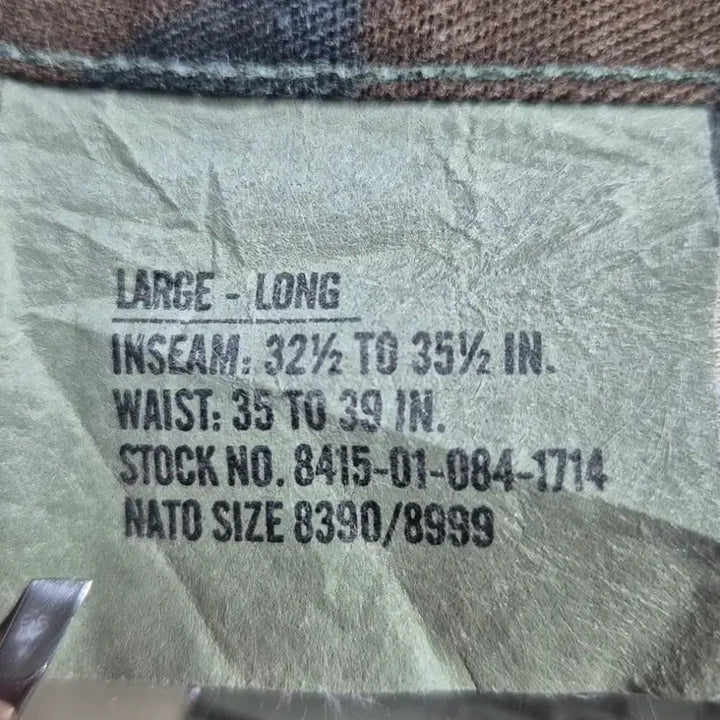 LARGE - LONG
INSEAM: 32½ TO 35½ IN.
WAIST: 35 TO 39 IN.
STOCK NO. 8415-01-084-1714
NATO SIZE 8390/8999